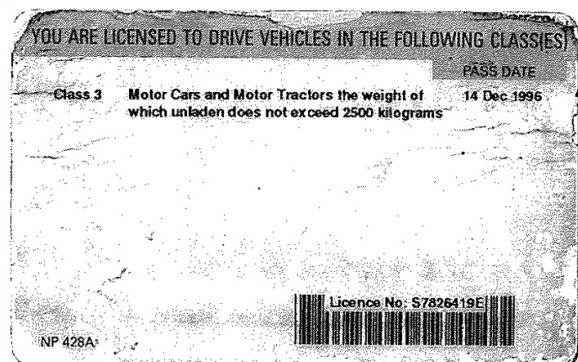 YOU ARE LICENSED TO DRIVE VEHICLES IN THE FOLLOWING CLASS(ES)
PASS DATE
Class 3 Motor Cars and Motor Tractors the weight of 14 Dec 1996
which unladen does not exceed 2500 kilograms
Licence No: S7826419E
NP 428A